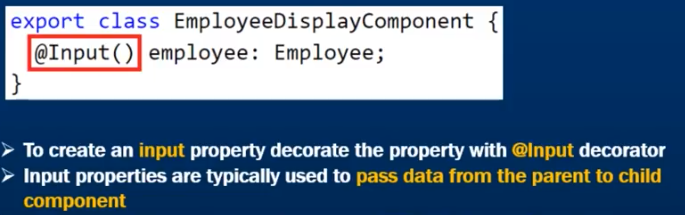 export class EmployeeDisplayComponent {
@Input() employee: Employee;
}
➢ To create an input property decorate the property with @Input decorator
➢ Input properties are typically used to pass data from the parent to child
component